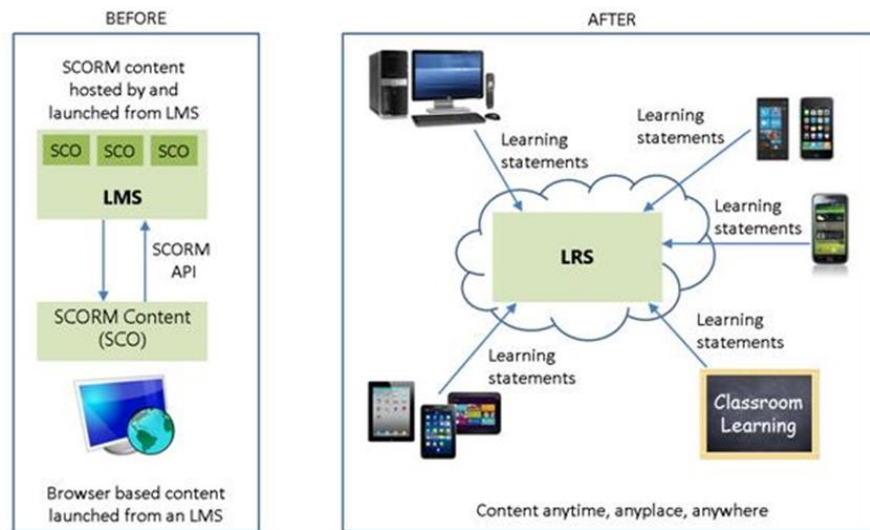 BEFORE
SCORM content
hosted by and
launched from LMS
SCO SCO SCO
LMS
SCORM
API
SCORM Content
(SCO)
Browser based content
launched from an LMS
AFTER
Learning
statements
Learning
statements
Learning
statements
LRS
Learning
statements
Learning
statements
Classroom
Learning
Content anytime, anyplace, anywhere